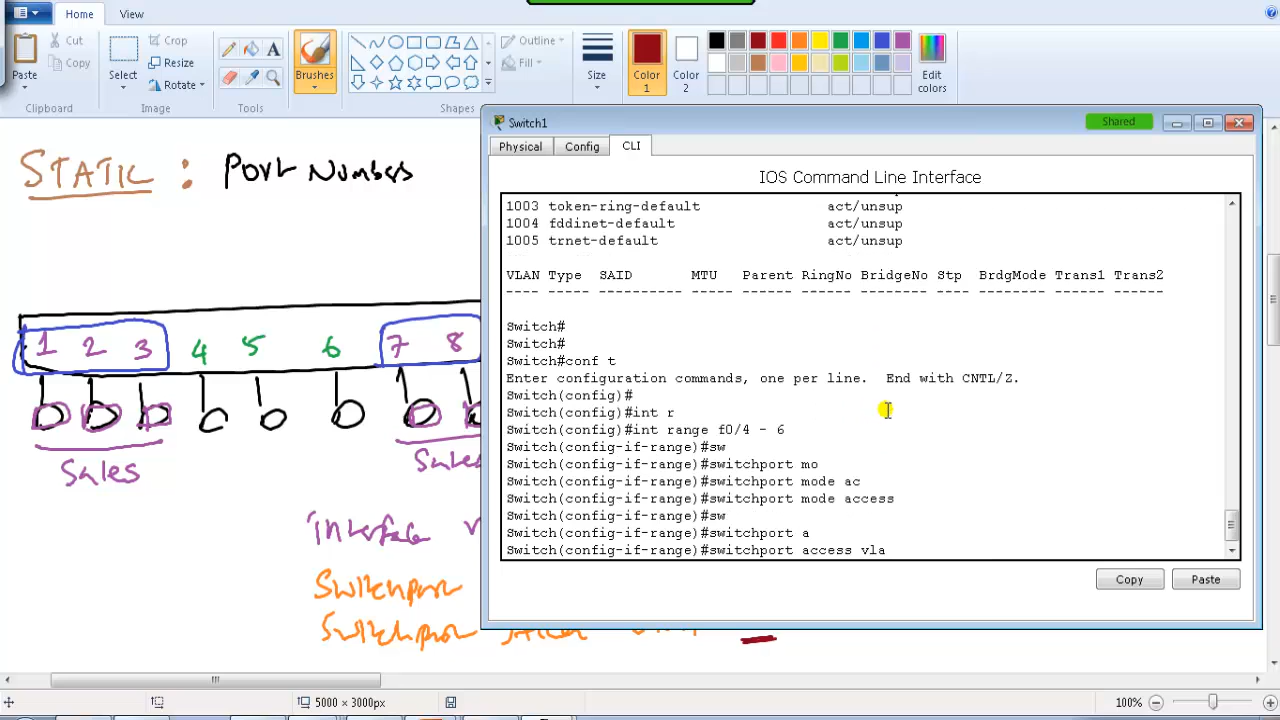 Home View
Cut
Copy
Paste
Clipboard
Crop
Resize
Rotate
Select
Image
Tools
Brushes
Outline
Fill
Shapes
Size
Color 1
Color 2
Edit colors
STATIC : Port Numbers
1 2 3 4 5 6 7 8
Sales
Sales
Interface
Switchport
Switchport
Switch1
Shared
Physical Config CLI
IOS Command Line Interface
1003 token-ring-default act/unsup
1004 fddinet-default act/unsup
1005 trnet-default act/unsup
VLAN Type SAID MTU Parent RingNo BridgeNo Stp BrdgMode Trans1 Trans2
---- ----- ---------- ----- ------ ------ -------- ---- -------- ------ ------
Switch#
Switch#
Switch#conf t
Enter configuration commands, one per line. End with CNTL/Z.
Switch(config)#
Switch(config)#int r
Switch(config)#int range f0/4 - 6
Switch(config-if-range)#sw
Switch(config-if-range)#switchport mo
Switch(config-if-range)#switchport mode ac
Switch(config-if-range)#switchport mode access
Switch(config-if-range)#sw
Switch(config-if-range)#switchport a
Switch(config-if-range)#switchport access vla
Copy Paste
5000 × 3000px
100%